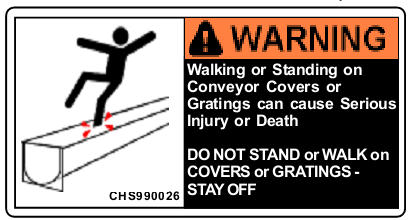 WARNING
Walking or Standing on
Conveyor Covers or
Gratings can cause Serious
Injury or Death
DO NOT STAND or WALK on
COVERS or GRATINGS -
STAY OFF
CHS990026